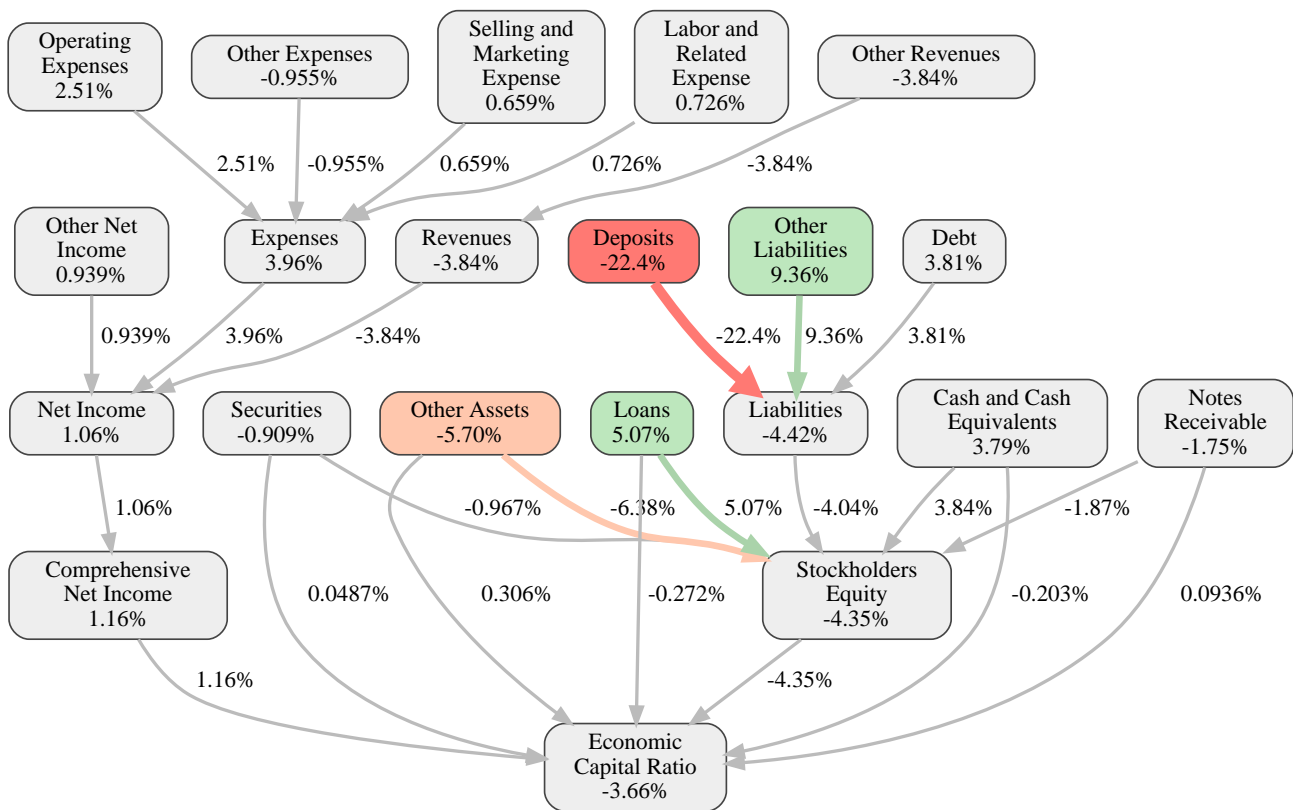 Operating
Expenses
2.51%
Other Expenses
-0.955%
Selling and
Marketing
Expense
0.659%
Labor and
Related
Expense
0.726%
Other Revenues
-3.84%
2.51%
-0.955%
0.659%
0.726%
-3.84%
Other Net
Income
0.939%
Expenses
3.96%
Revenues
-3.84%
Deposits
-22.4%
Other
Liabilities
9.36%
Debt
3.81%
0.939%
3.96%
-3.84%
-22.4%
9.36%
3.81%
Net Income
1.06%
Securities
-0.909%
Other Assets
-5.70%
Loans
5.07%
Liabilities
-4.42%
Cash and Cash
Equivalents
3.79%
Notes
Receivable
-1.75%
1.06%
-0.967%
-6.38%
5.07%
-4.04%
3.84%
-1.87%
Comprehensive
Net Income
1.16%
0.0487%
0.306%
-0.272%
Stockholders
Equity
-4.35%
-0.203%
0.0936%
1.16%
-4.35%
Economic
Capital Ratio
-3.66%